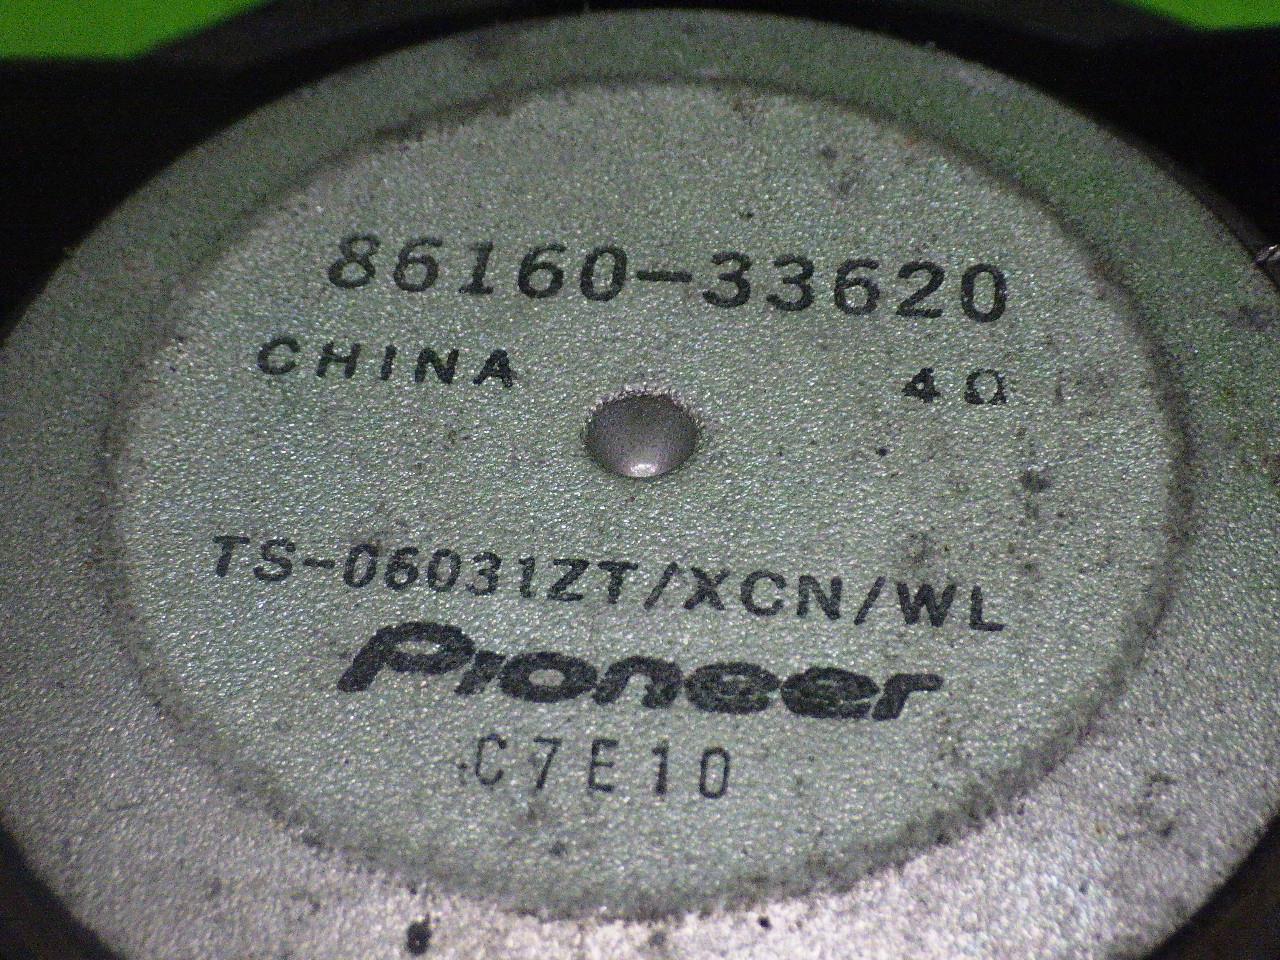 86160-33620
CHINA 4Ω
TS-06031ZT/XCN/WL
Pioneer
C7E10